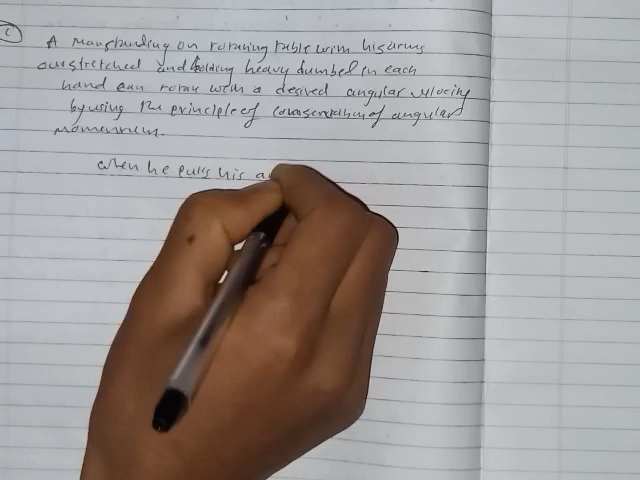 c
A man standing on rotating table with his arms
outstretched and holding heavy dumbel in each
hand can rotate with a desired angular velocity
by using the principle of conservation of angular
momentum.
when he pulls his a